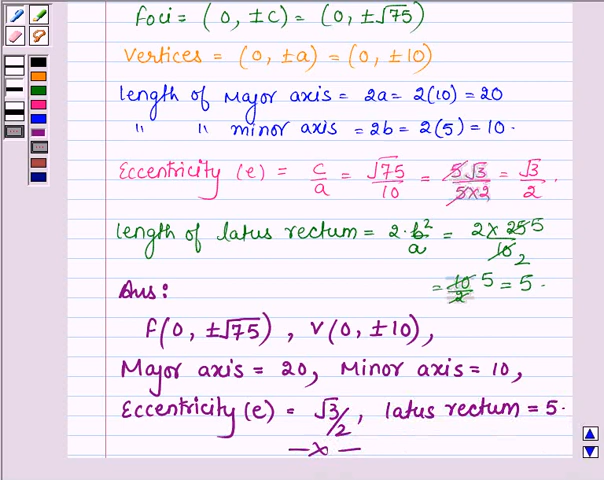 foci = (0, ±c) = (0, ±√75)
Vertices = (0, ±a) = (0, ±10)
length of Major axis = 2a = 2(10) = 20
" " minor axis = 2b = 2(5) = 10.
Eccentricity (e) = c/a = √75/10 = 5√3/5×2 = √3/2.
length of latus rectum = 2·b²/a = 2 × 25 5/10 2
= 10/2 5 = 5.
Ans:
f(0, ±√75), V(0, ±10),
Major axis = 20, Minor axis = 10,
Eccentricity (e) = √3/2, latus rectum = 5.
—x—